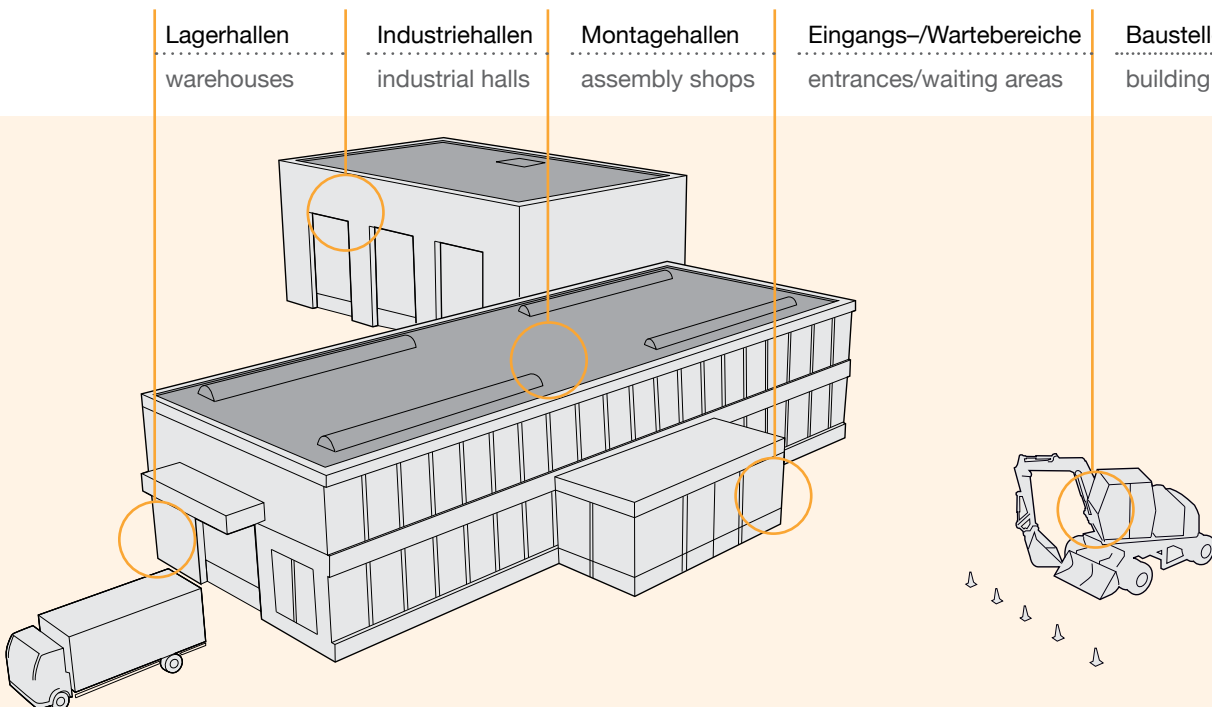 Lagerhallen Industriehallen Montagehallen Eingangs–/Wartebereiche Baustell
warehouses industrial halls assembly shops entrances/waiting areas building